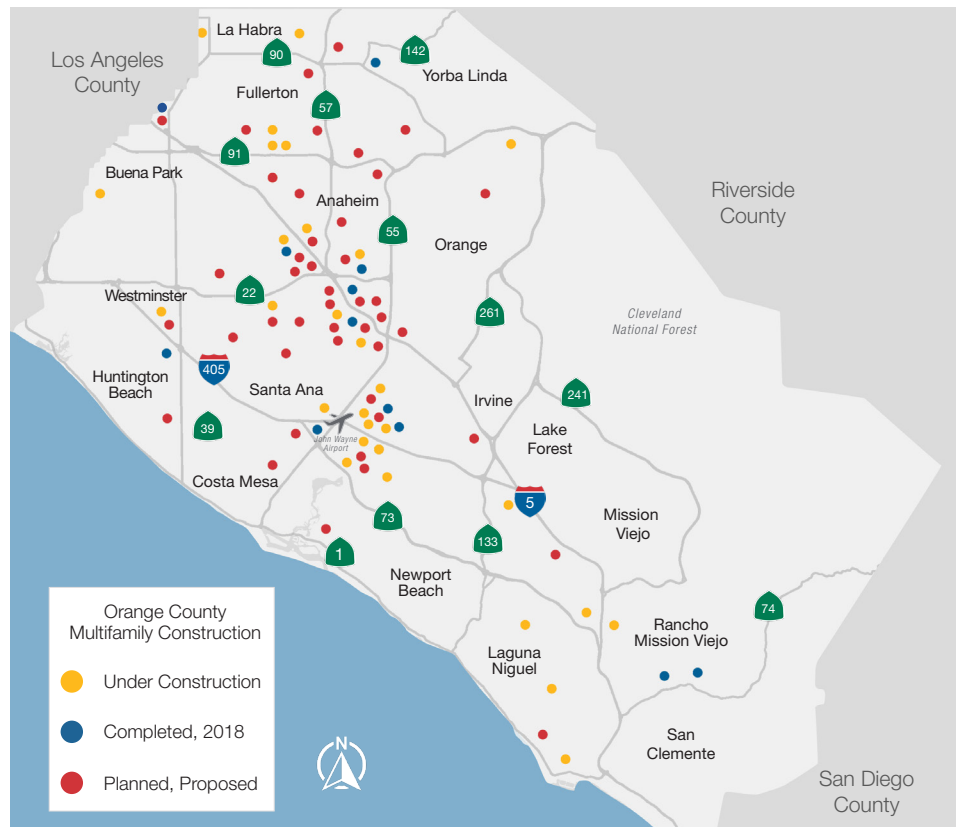 La Habra
Los Angeles
County
90
142
Yorba Linda
Fullerton
57
91
Buena Park
Anaheim
Riverside
County
55
Orange
22
Westminster
261
Cleveland
National Forest
405
Huntington
Beach
Santa Ana
Irvine
241
39
John Wayne
Airport
Lake
Forest
Costa Mesa
5
73
Mission
Viejo
133
1
Newport
Beach
74
Orange County
Multifamily Construction
Rancho
Mission Viejo
Laguna
Niguel
Under Construction
Completed, 2018
San
Clemente
N
Planned, Proposed
San Diego
County